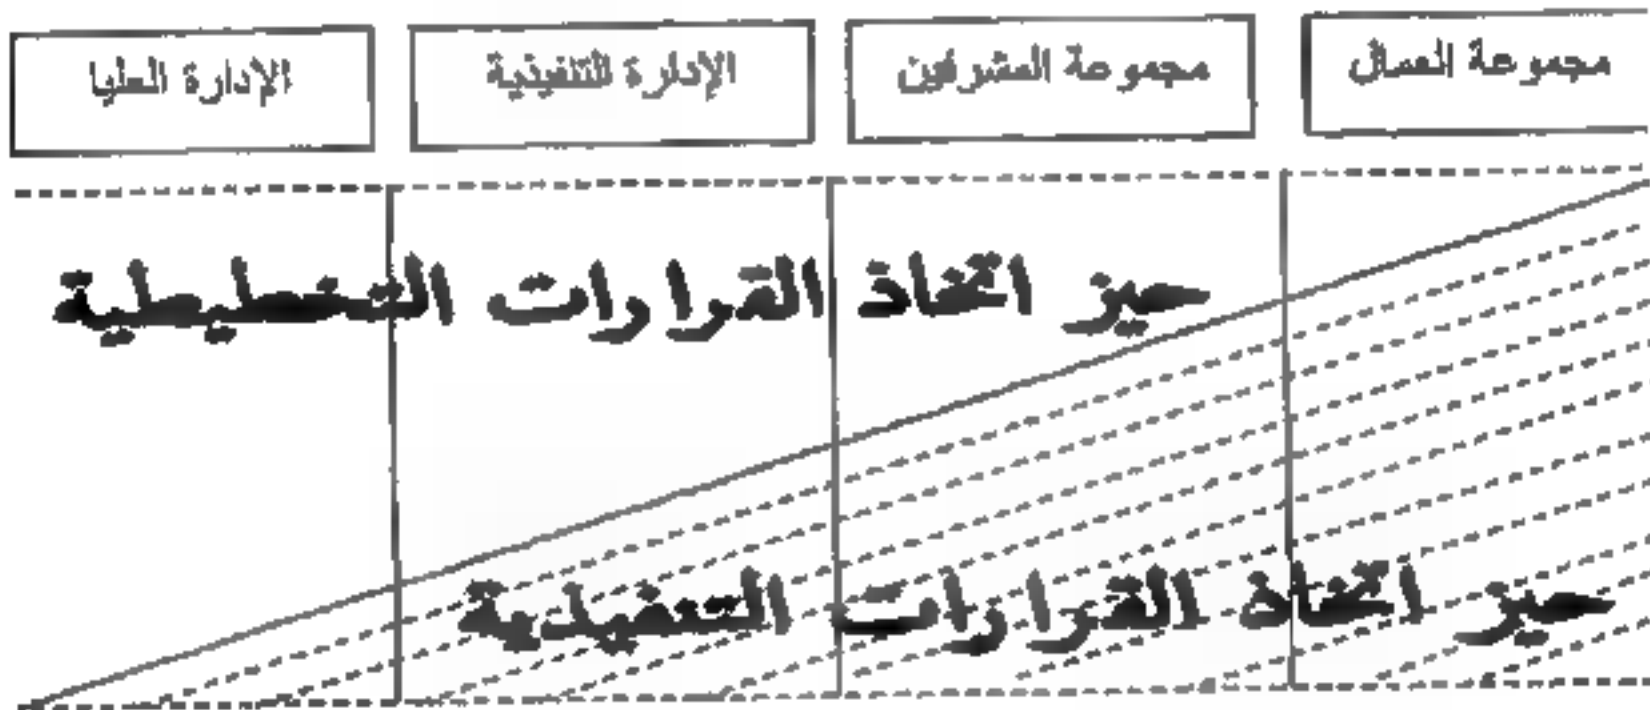 مجموعة العمال
مجموعة المشرفين
الإدارة التنفيذية
الإدارة العليا
حيز اتخاذ القرارات التخطيطية
حيز اتخاذ القرارات التنفيذية